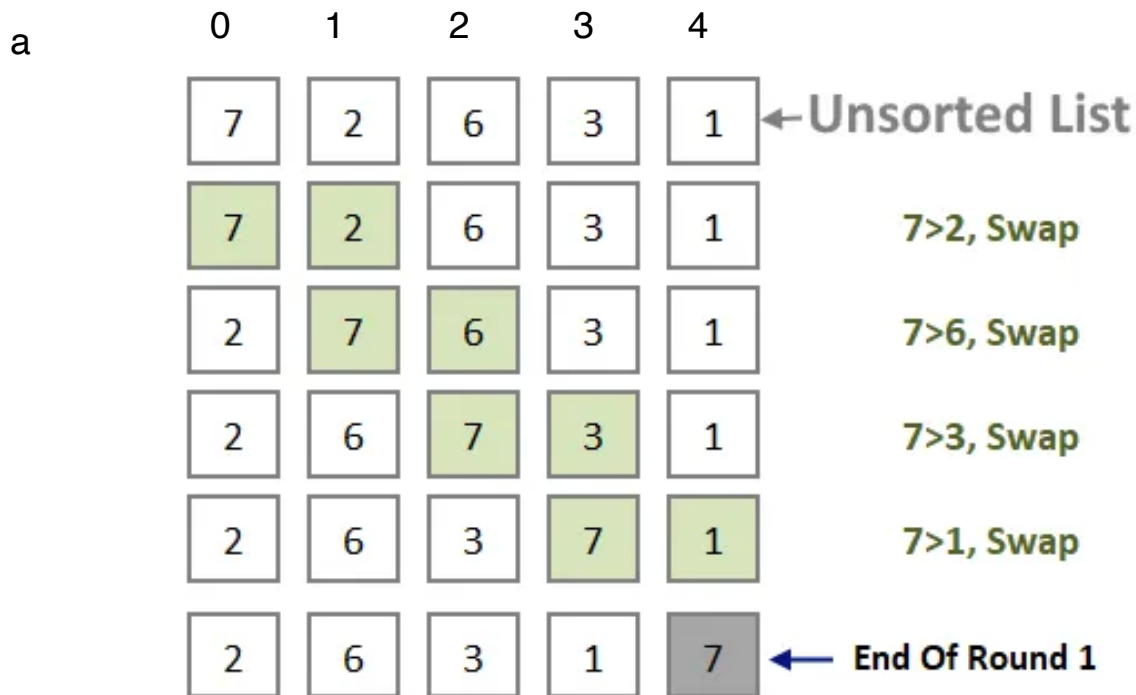 0 1 2 3 4
a
7 2 6 3 1 Unsorted List
7 2 6 3 1 7>2, Swap
2 7 6 3 1 7>6, Swap
2 6 7 3 1 7>3, Swap
2 6 3 7 1 7>1, Swap
2 6 3 1 7 End Of Round 1